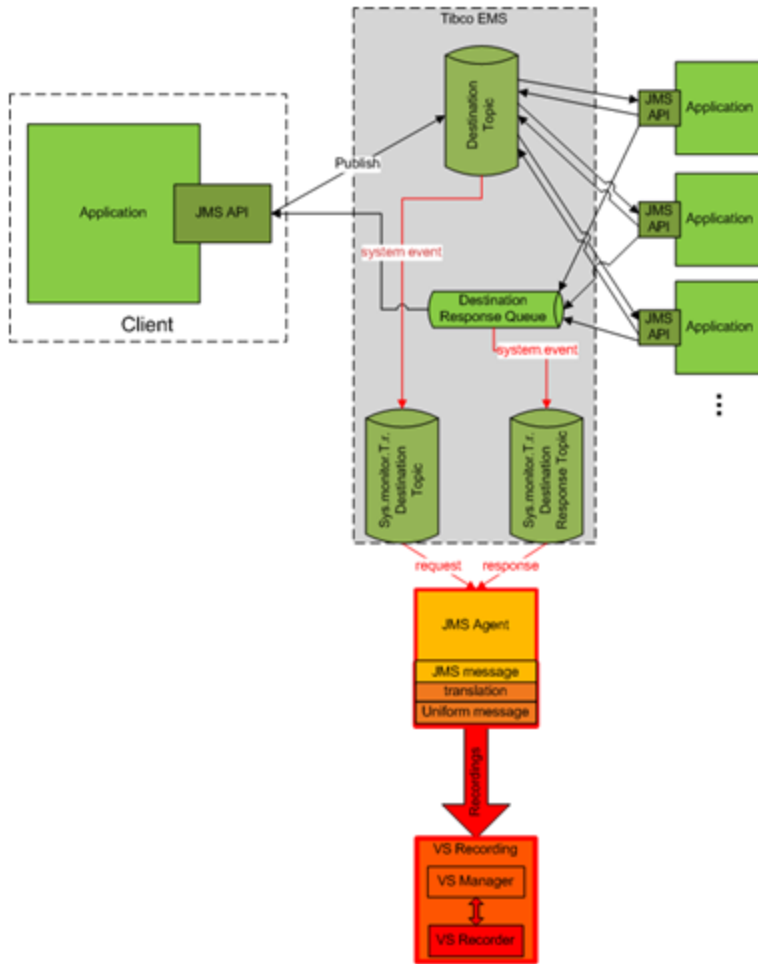 Tibco EMS
Destination
Topic
JMS
API
Application
Publish
Application
JMS API
Client
JMS
API
Application
system event
Destination
Response Queue
system.event
JMS
API
Application
Sys.monitor.T.r.
Destination
Topic
Sys.monitor.T.r.
Destination
Response Topic
request
response
JMS Agent
JMS message
translation
Uniform message
Recordings
VS Recording
VS Manager
VS Recorder